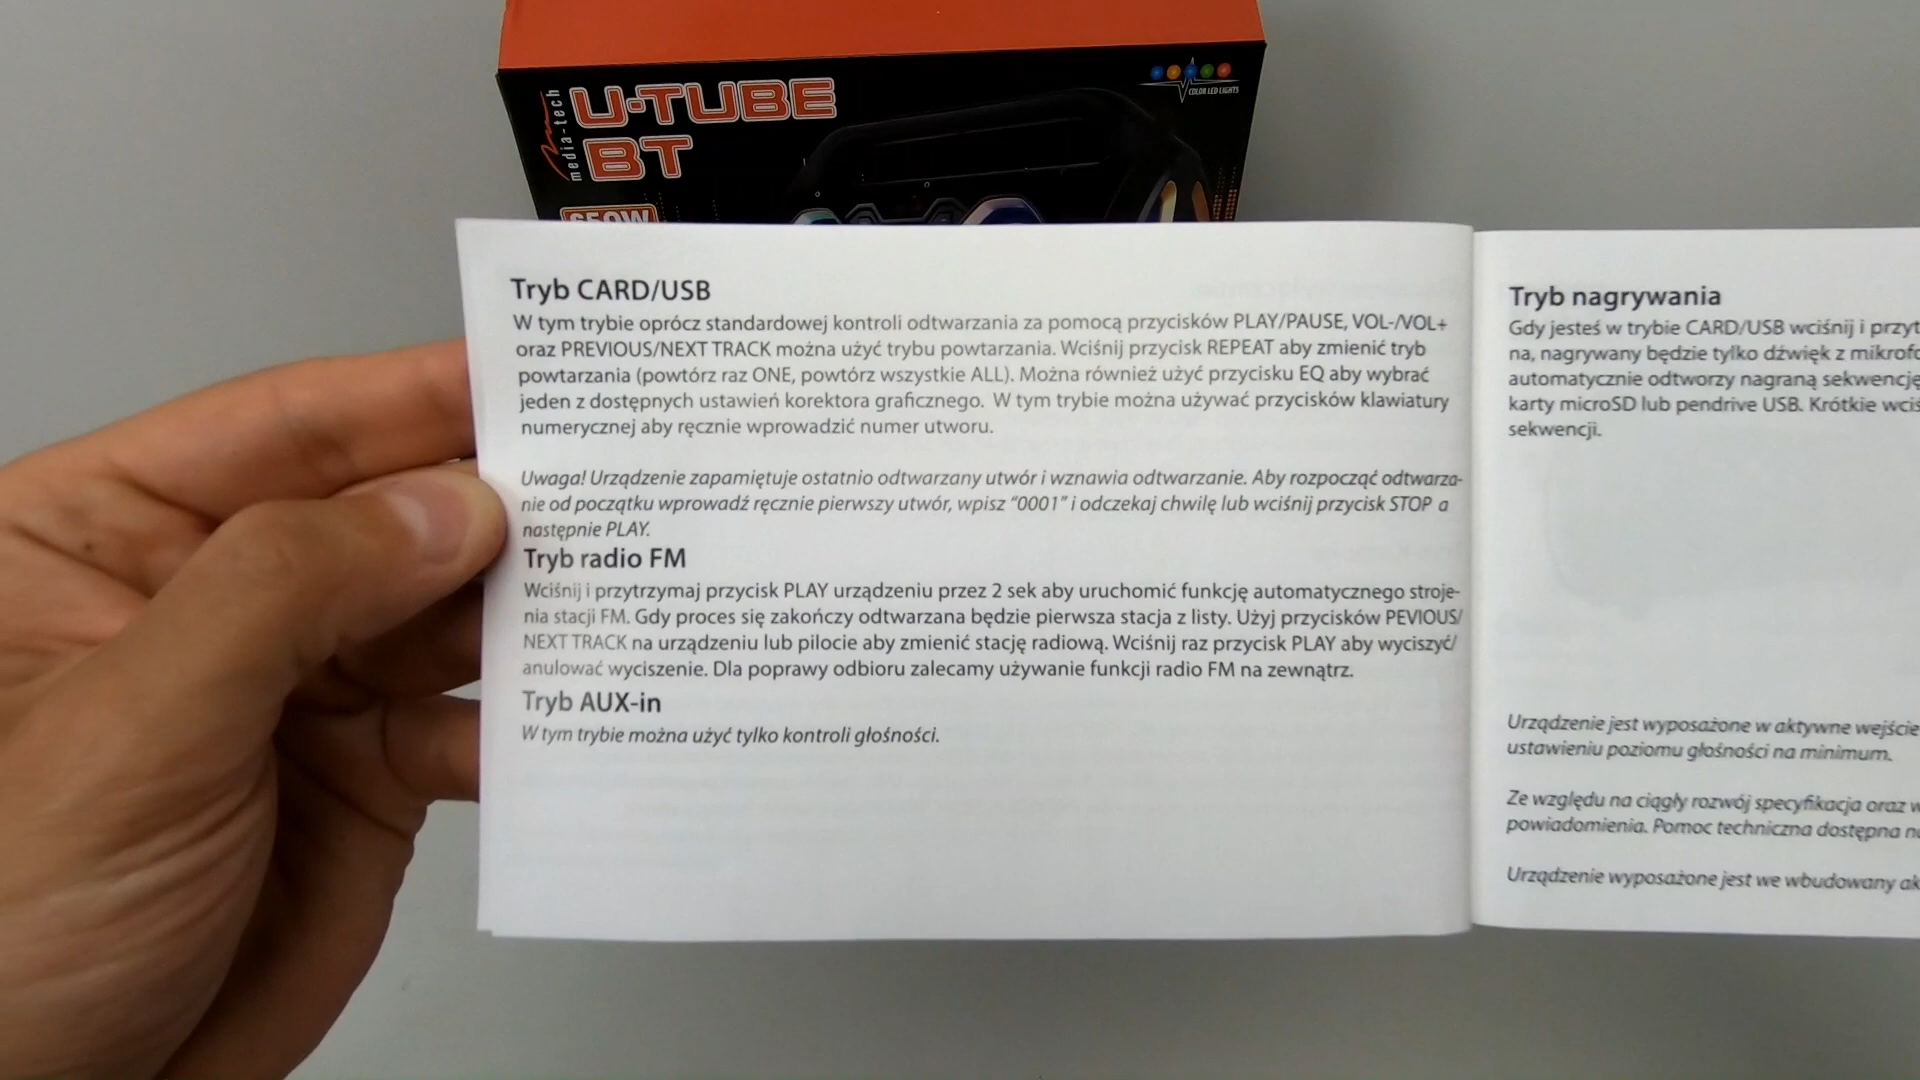 media-tech
U-TUBE
BT
COLOR LED LIGHTS
650W
Tryb CARD/USB
W tym trybie oprócz standardowej kontroli odtwarzania za pomocą przycisków PLAY/PAUSE, VOL-/VOL+
oraz PREVIOUS/NEXT TRACK można użyć trybu powtarzania. Wciśnij przycisk REPEAT aby zmienić tryb
powtarzania (powtórz raz ONE, powtórz wszystkie ALL). Można również użyć przycisku EQ aby wybrać
jeden z dostępnych ustawień korektora graficznego. W tym trybie można używać przycisków klawiatury
numerycznej aby ręcznie wprowadzić numer utworu.
Uwaga! Urządzenie zapamiętuje ostatnio odtwarzany utwór i wznawia odtwarzanie. Aby rozpocząć odtwarza-
nie od początku wprowadź ręcznie pierwszy utwór, wpisz "0001" i odczekaj chwilę lub wciśnij przycisk STOP a
następnie PLAY.
Tryb radio FM
Wciśnij i przytrzymaj przycisk PLAY urządzeniu przez 2 sek aby uruchomić funkcję automatycznego stroje-
nia stacji FM. Gdy proces się zakończy odtwarzana będzie pierwsza stacja z listy. Użyj przycisków PEVIOUS/
NEXT TRACK na urządzeniu lub pilocie aby zmienić stację radiową. Wciśnij raz przycisk PLAY aby wyciszyć/
anulować wyciszenie. Dla poprawy odbioru zalecamy używanie funkcji radio FM na zewnątrz.
Tryb AUX-in
W tym trybie można użyć tylko kontroli głośności.
Tryb nagrywania
Gdy jesteś w trybie CARD/USB wciśnij i przyt
na, nagrywany będzie tylko dźwięk z mikrofo
automatycznie odtworzy nagraną sekwencję
karty microSD lub pendrive USB. Krótkie wciś
sekwencji.
Urządzenie jest wyposażone w aktywne wejście
ustawieniu poziomu głośności na minimum.
Ze względu na ciągły rozwój specyfikacja oraz w
powiadomienia. Pomoc techniczna dostępna na
Urządzenie wyposażone jest we wbudowany ak